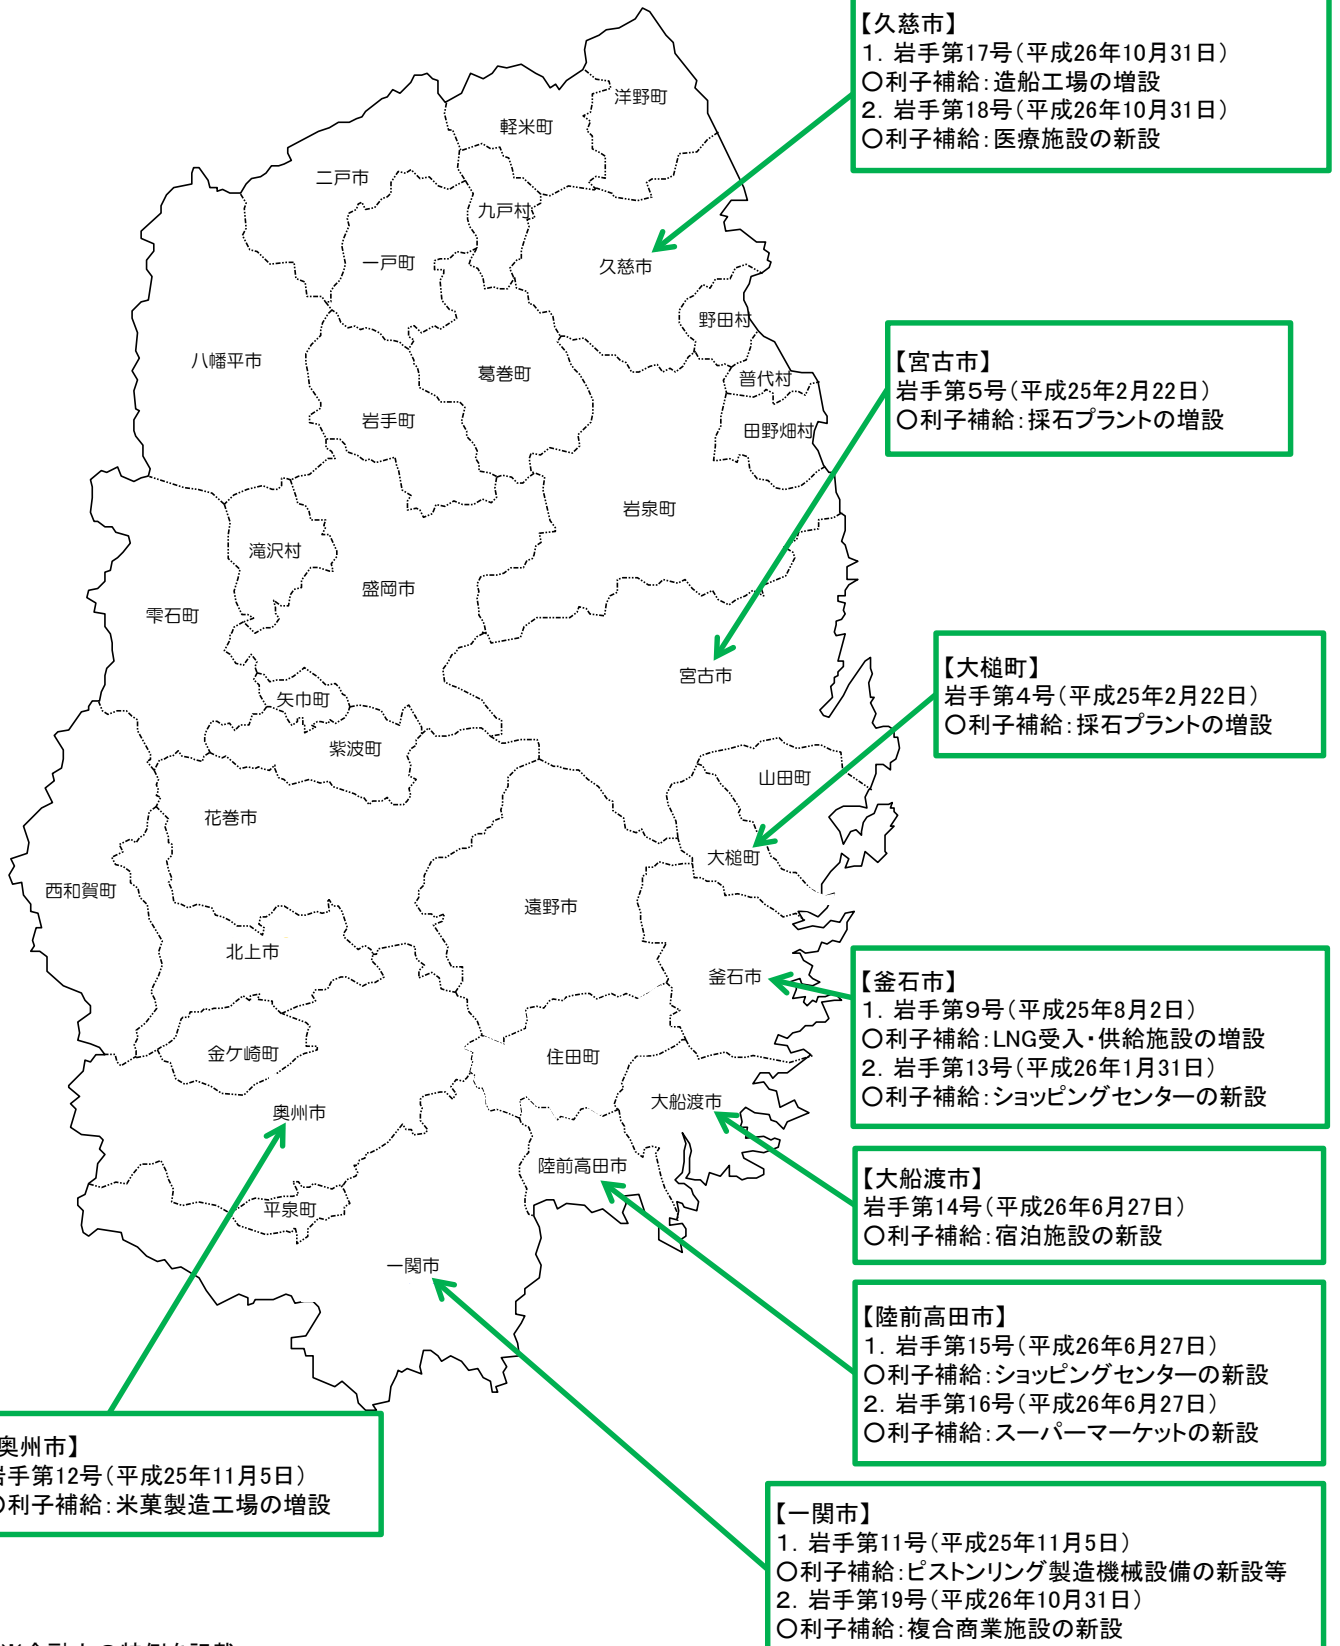 【久慈市】
1. 岩手第17号（平成26年10月31日）
○利子補給：造船工場の増設
2. 岩手第18号（平成26年10月31日）
○利子補給：医療施設の新設
洋野町
軽米町
二戸市
九戸村
一戸町
久慈市
野田村
八幡平市
葛巻町
普代村
岩手町
田野畑村
【宮古市】
岩手第5号（平成25年2月22日）
○利子補給：採石プラントの増設
岩泉町
滝沢村
盛岡市
雫石町
宮古市
矢巾町
紫波町
【大槌町】
岩手第4号（平成25年2月22日）
○利子補給：採石プラントの増設
山田町
花巻市
大槌町
西和賀町
遠野市
北上市
釜石市
金ケ崎町
住田町
【釜石市】
1. 岩手第9号（平成25年8月2日）
○利子補給：LNG受入・供給施設の増設
2. 岩手第13号（平成26年1月31日）
○利子補給：ショッピングセンターの新設
奥州市
大船渡市
陸前高田市
平泉町
【大船渡市】
岩手第14号（平成26年6月27日）
○利子補給：宿泊施設の新設
一関市
【陸前高田市】
1. 岩手第15号（平成26年6月27日）
○利子補給：ショッピングセンターの新設
2. 岩手第16号（平成26年6月27日）
○利子補給：スーパーマーケットの新設
奥州市】
岩手第12号（平成25年11月5日）
○利子補給：米菓製造工場の増設
【一関市】
1. 岩手第11号（平成25年11月5日）
○利子補給：ピストンリング製造機械設備の新設等
2. 岩手第19号（平成26年10月31日）
○利子補給：複合商業施設の新設